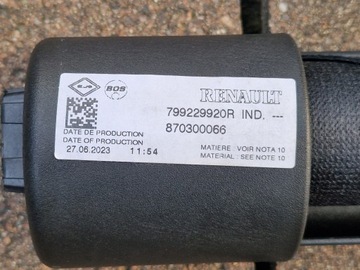 SOS
RENAULT
799229920R IND. ---
870300066
DATE DE PRODUCTION
DATE OF PRODUCTION
27.06.2023 11:54
MATIERE: VOIR NOTA 10
MATERIAL: SEE NOTE 10